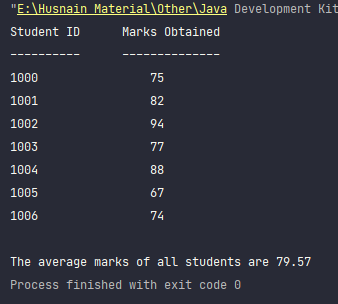 "E:\Husnain Material\Other\Java Development Kit
Student ID      Marks Obtained
----------      --------------
1000                75
1001                82
1002                94
1003                77
1004                88
1005                67
1006                74
The average marks of all students are 79.57
Process finished with exit code 0